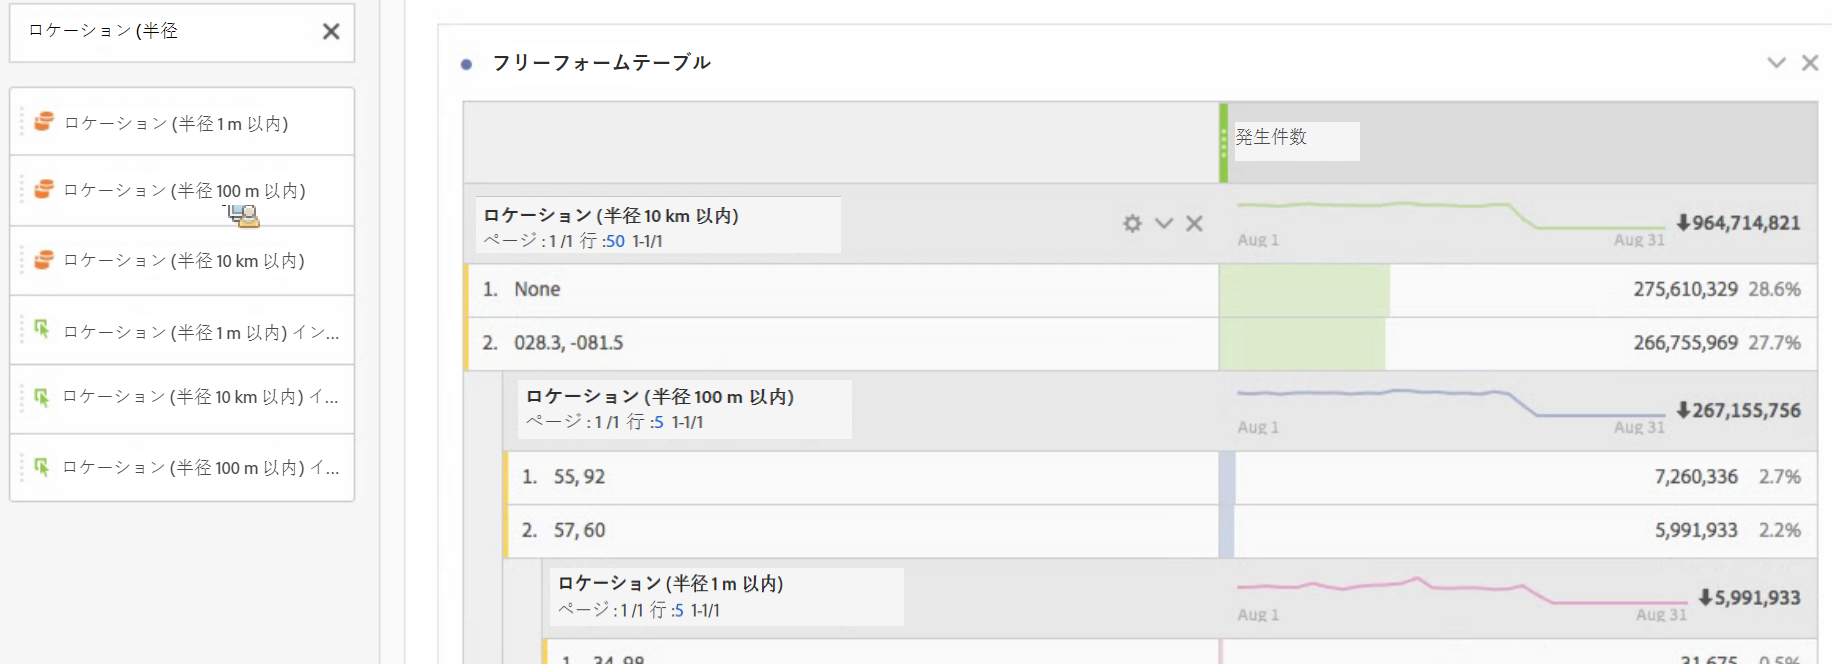 ロケーション (半径
ロケーション (半径 1 m 以内)
ロケーション (半径 100 m 以内)
ロケーション (半径 10 km 以内)
ロケーション (半径 1 m 以内) イン...
ロケーション (半径 10 km 以内) イ...
ロケーション (半径 100 m 以内) イ...
フリーフォームテーブル
発生件数
ロケーション (半径 10 km 以内)
ページ : 1 /1 行 :50 1-1/1
Aug 1 Aug 31 964,714,821
1. None 275,610,329 28.6%
2. 028.3, -081.5 266,755,969 27.7%
ロケーション (半径 100 m 以内)
ページ : 1 /1 行 :5 1-1/1
Aug 1 Aug 31 267,155,756
1. 55, 92 7,260,336 2.7%
2. 57, 60 5,991,933 2.2%
ロケーション (半径 1 m 以内)
ページ : 1 /1 行 :5 1-1/1
Aug 1 Aug 31 5,991,933
1. 34, 98 31,675 0.5%